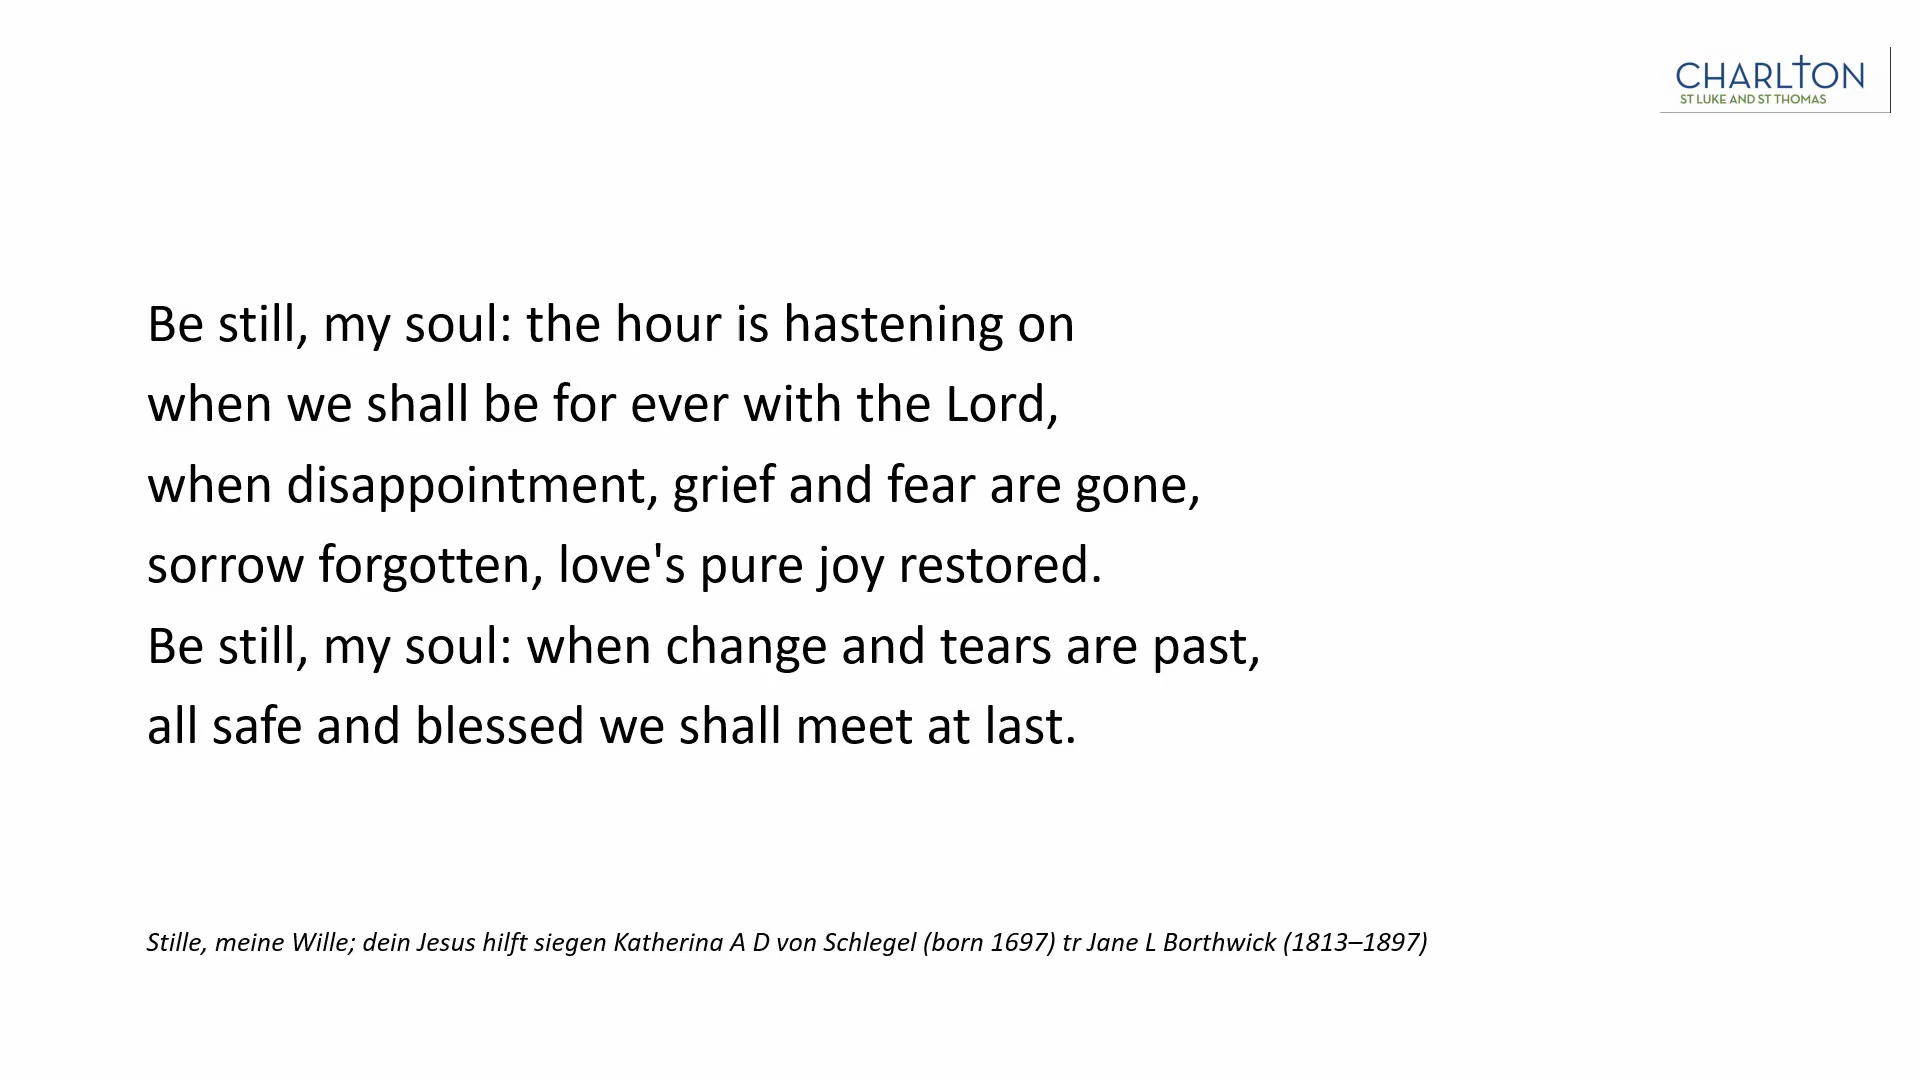 CHARLTON
ST LUKE AND ST THOMAS
Be still, my soul: the hour is hastening on
when we shall be for ever with the Lord,
when disappointment, grief and fear are gone,
sorrow forgotten, love's pure joy restored.
Be still, my soul: when change and tears are past,
all safe and blessed we shall meet at last.
Stille, meine Wille; dein Jesus hilft siegen Katherina A D von Schlegel (born 1697) tr Jane L Borthwick (1813–1897)